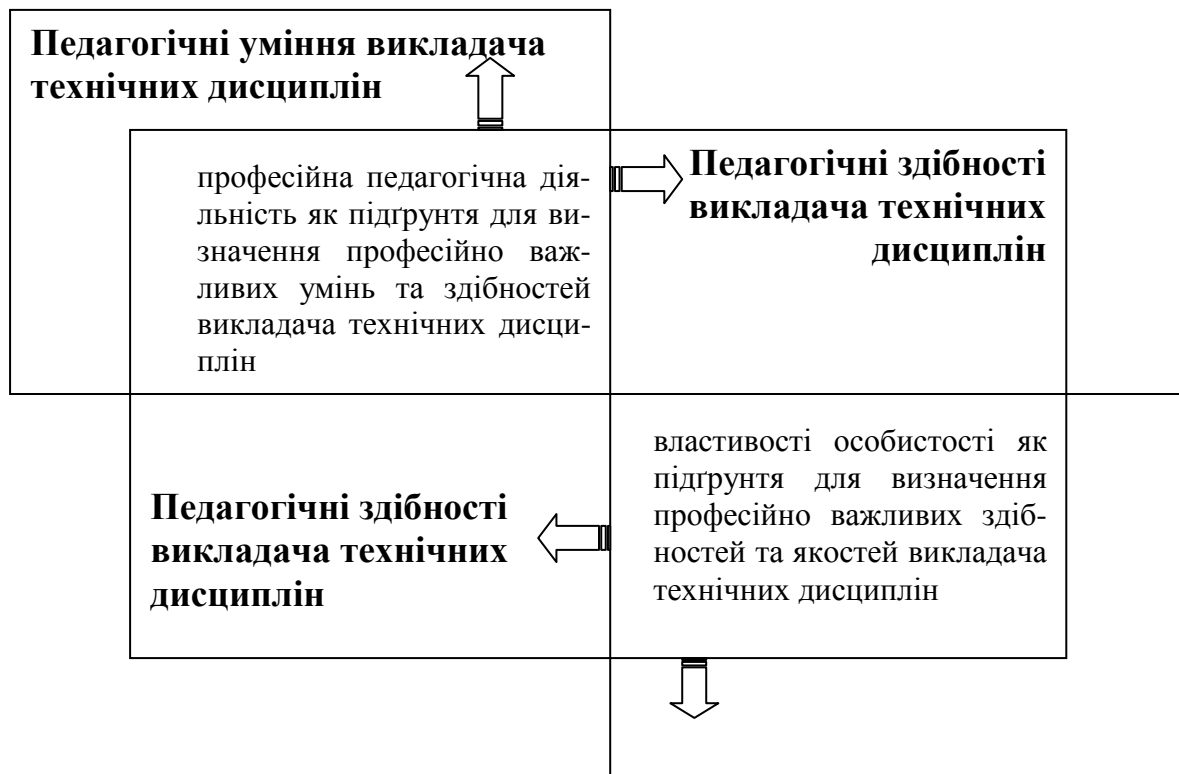 Педагогічні уміння викладача
технічних дисциплін
професійна педагогічна дія-
льність як підґрунтя для ви-
значення професійно важ-
ливих умінь та здібностей
викладача технічних дисци-
плін
Педагогічні здібності
викладача технічних
дисциплін
Педагогічні здібності
викладача технічних
дисциплін
властивості особистості як
підґрунтя для визначення
професійно важливих здіб-
ностей та якостей викладача
технічних дисциплін